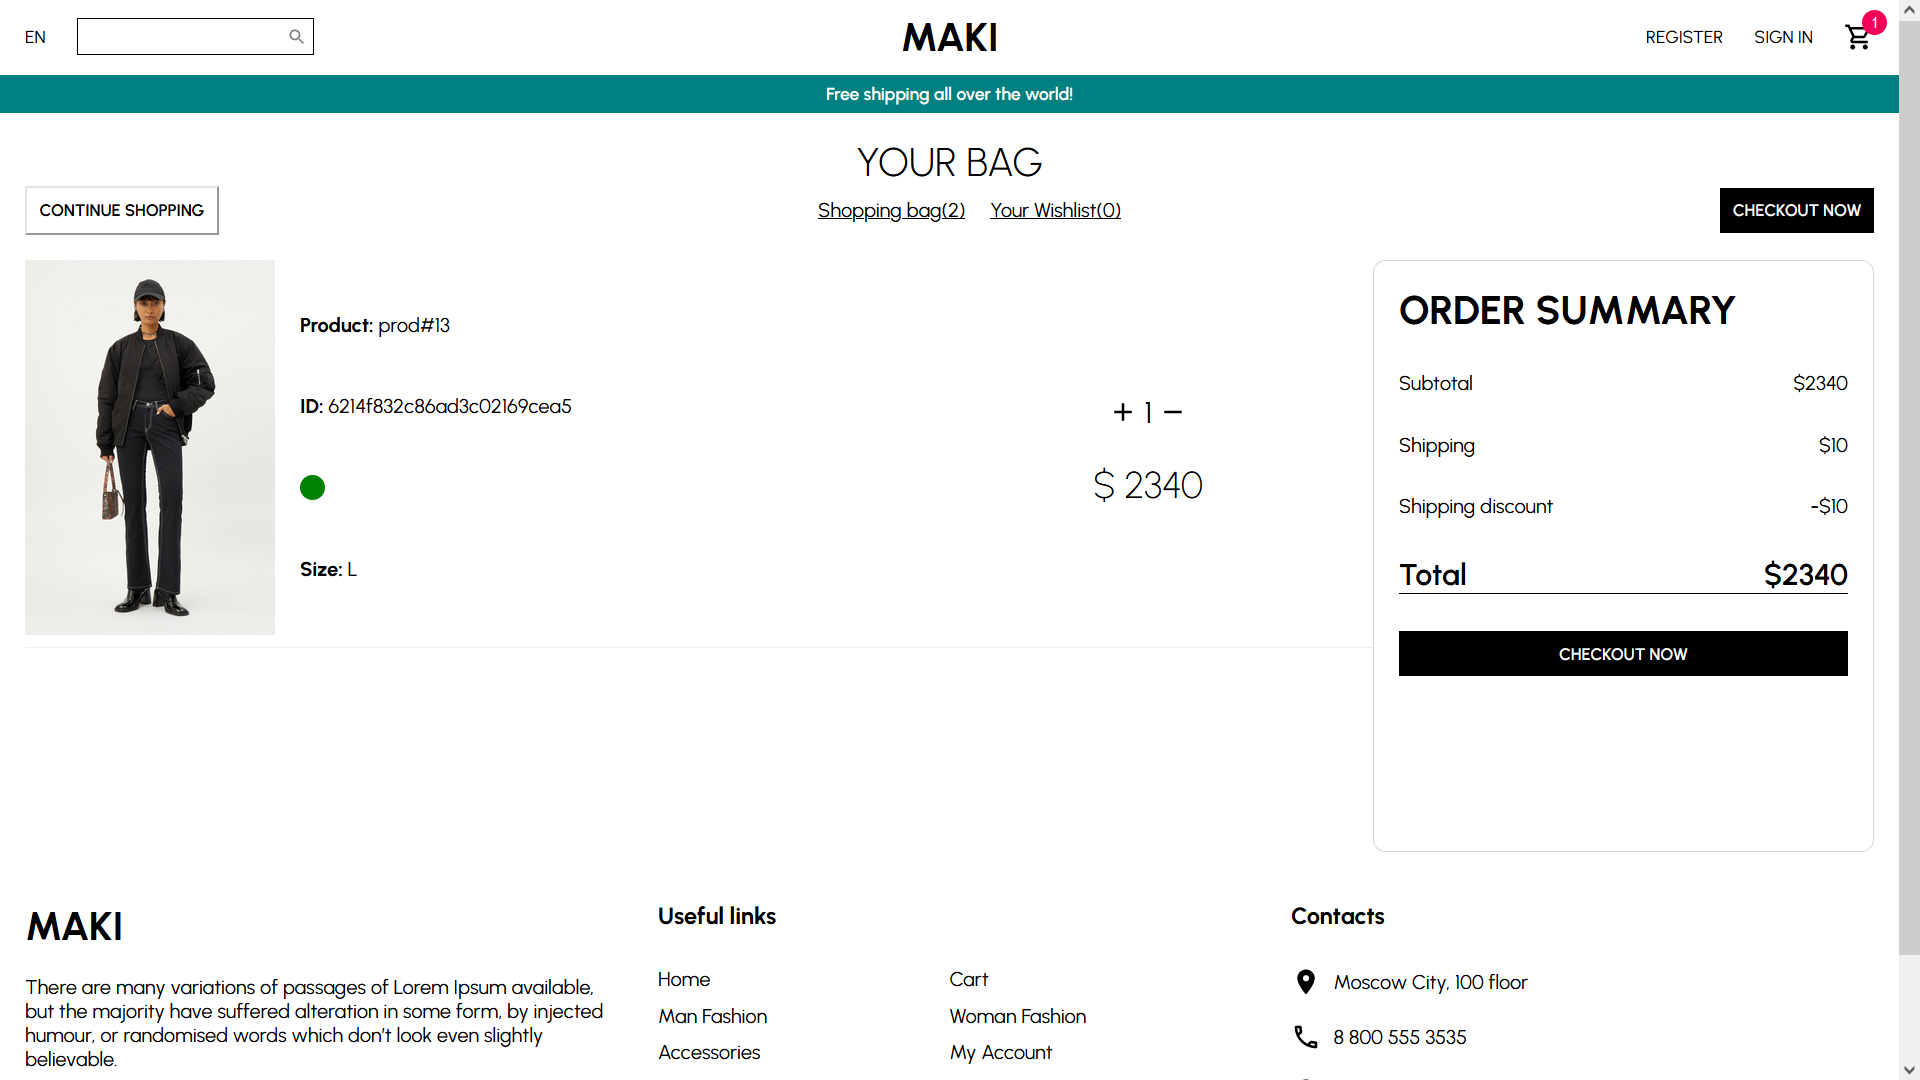 EN
MAKI
REGISTER
SIGN IN
1
Free shipping all over the world!
YOUR BAG
CONTINUE SHOPPING
Shopping bag(2)
Your Wishlist(0)
CHECKOUT NOW
Product: prod#13
ID: 6214f832c86ad3c02169cea5
Size: L
+ 1 −
$ 2340
ORDER SUMMARY
Subtotal $2340
Shipping $10
Shipping discount -$10
Total $2340
CHECKOUT NOW
MAKI
There are many variations of passages of Lorem Ipsum available,
but the majority have suffered alteration in some form, by injected
humour, or randomised words which don't look even slightly
believable.
Useful links
Home
Cart
Man Fashion
Woman Fashion
Accessories
My Account
Contacts
Moscow City, 100 floor
8 800 555 3535